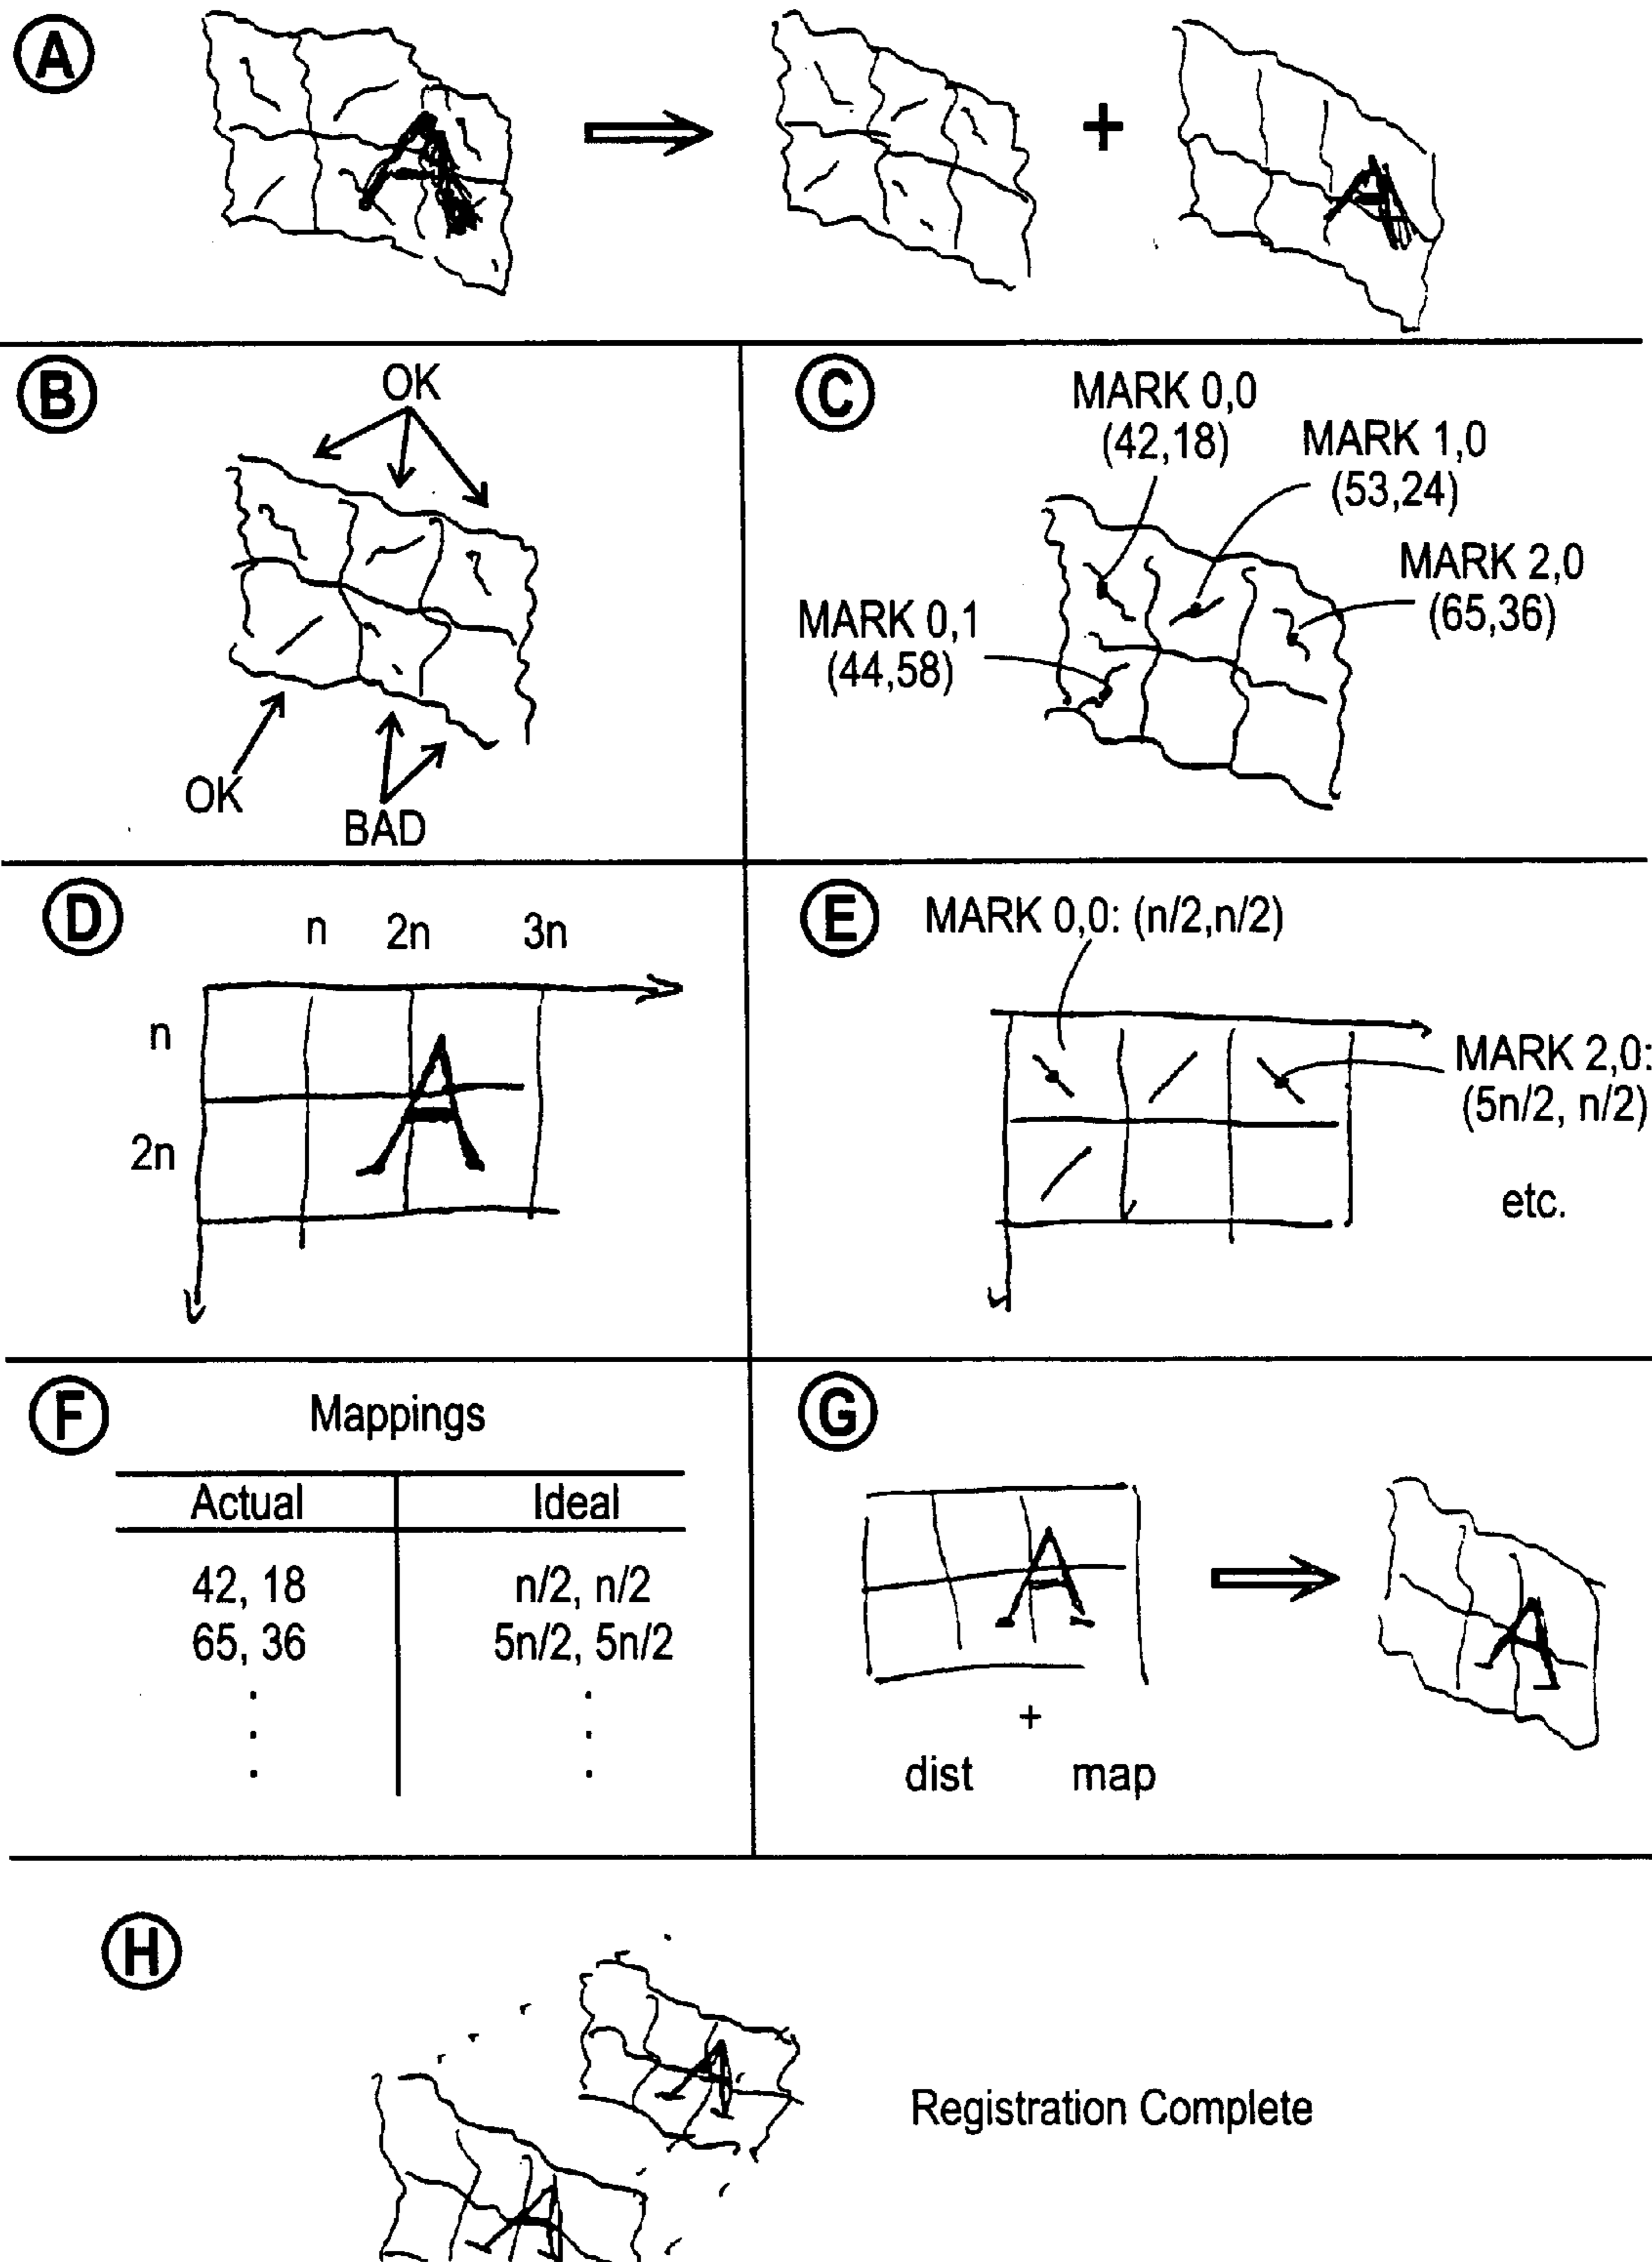 A
A
A
B
OK
OK
BAD
C
MARK 0,0
(42,18)
MARK 1,0
(53,24)
MARK 2,0
(65,36)
MARK 0,1
(44,58)
D
n 2n 3n
n
2n
A
E
MARK 0,0: (n/2,n/2)
MARK 2,0:
(5n/2, n/2)
etc.
F
Mappings
Actual Ideal
42, 18 n/2, n/2
65, 36 5n/2, 5n/2
G
A
A
+
dist map
H
A
A
Registration Complete